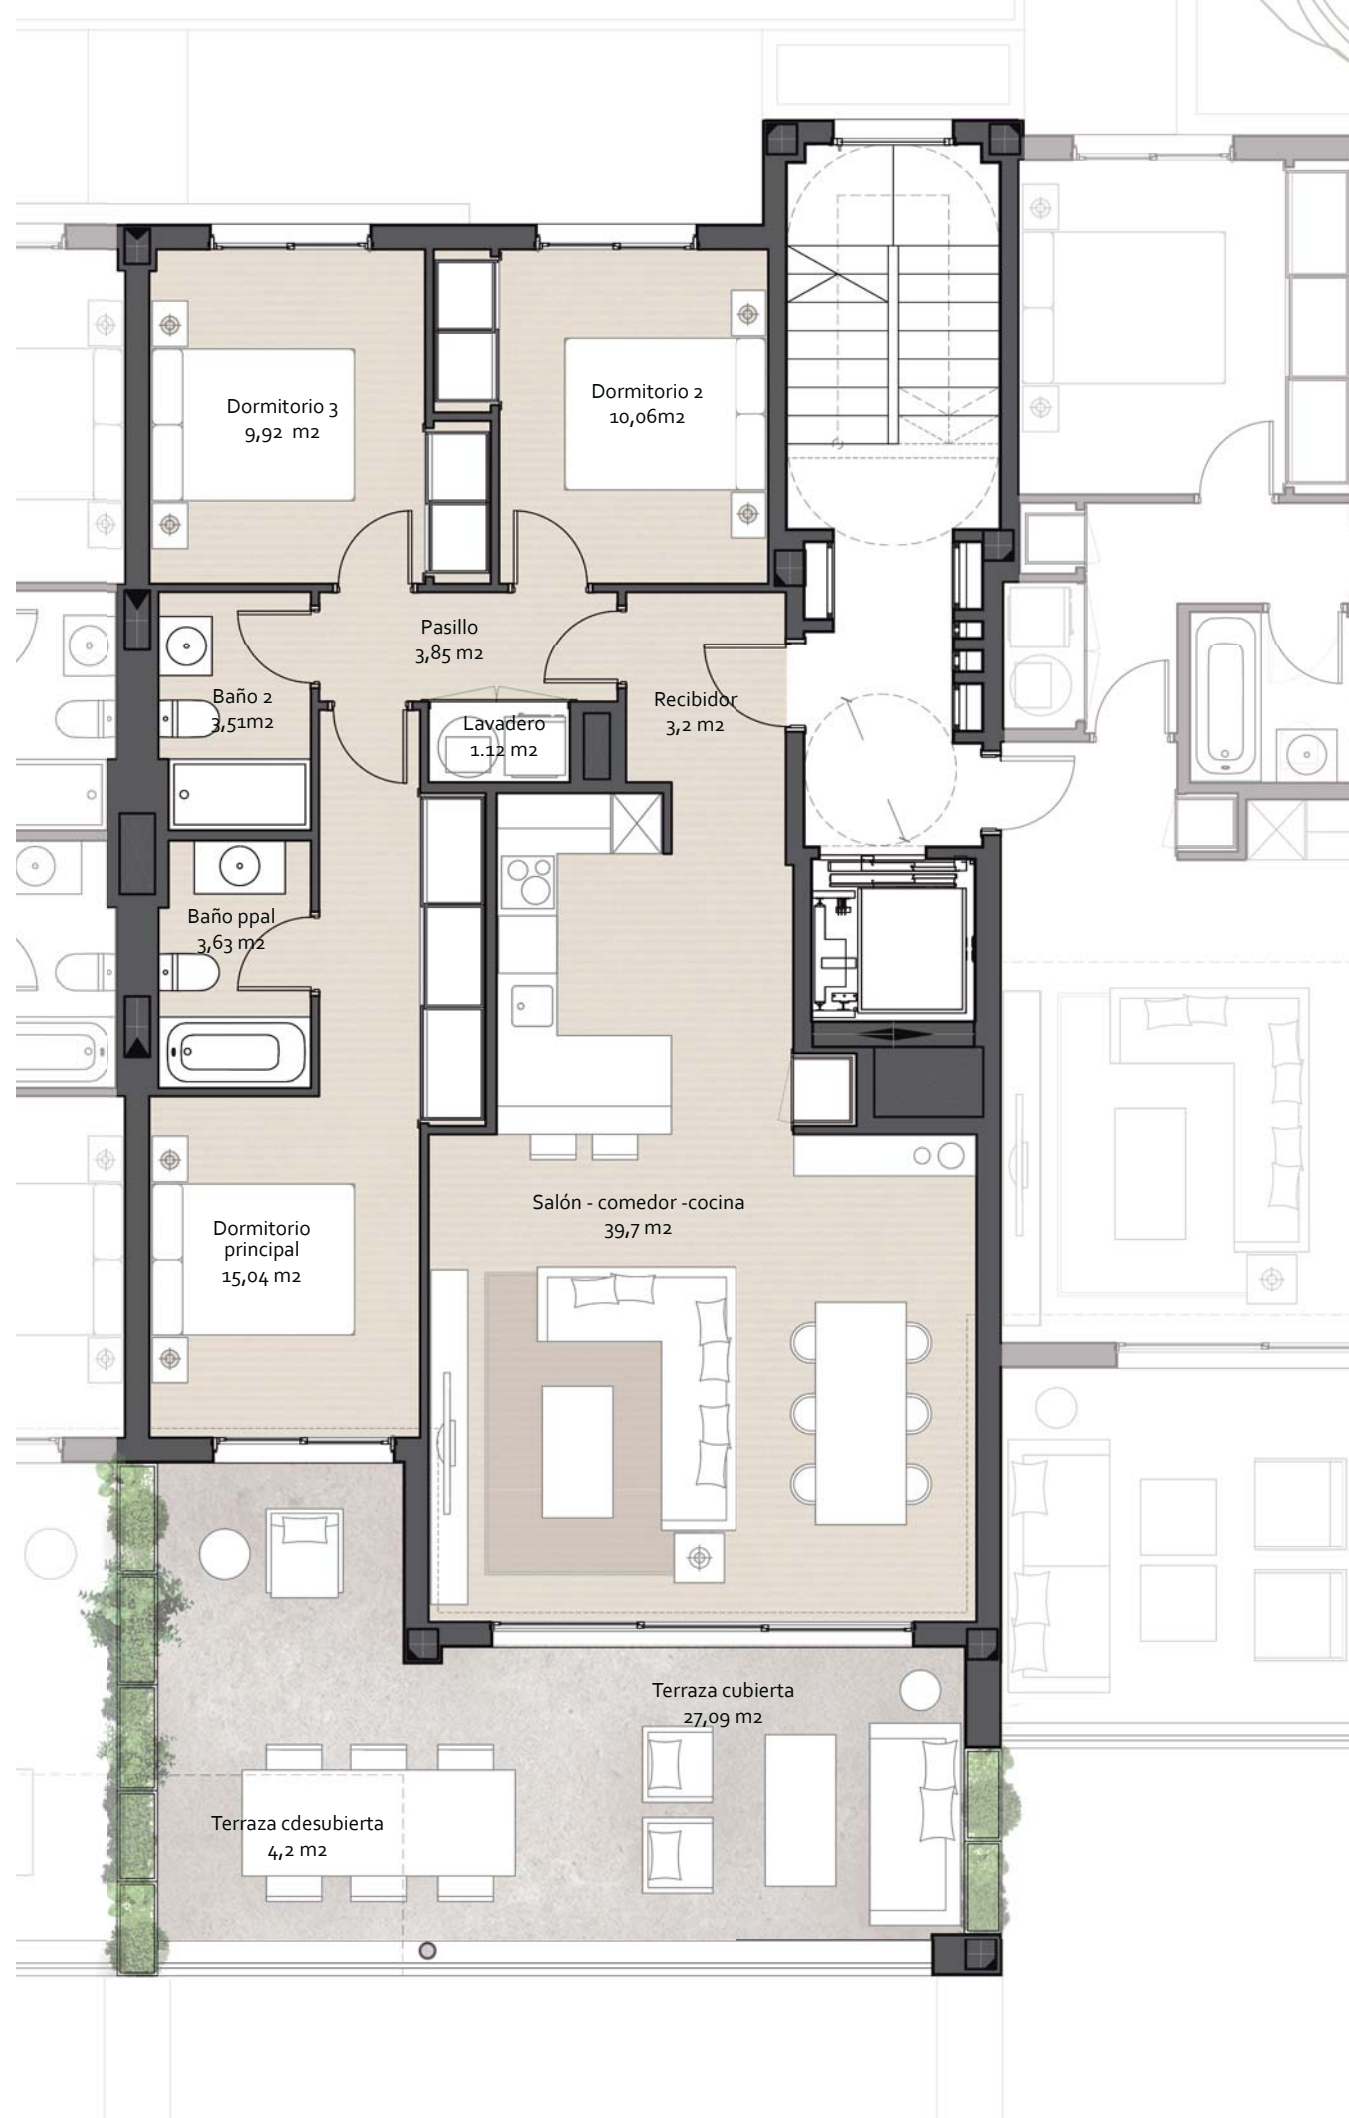 Dormitorio 2
10,06m2
Dormitorio 3
9,92 m2
Pasillo
3,85 m2
Baño 2
3,51m2
Recibidor
3,2 m2
Lavadero
1.12 m2
Baño ppal
3,63 m2
Salón - comedor -cocina
39,7 m2
Dormitorio
principal
15,04 m2
Terraza cubierta
27,09 m2
Terraza cdesubierta
4,2 m2